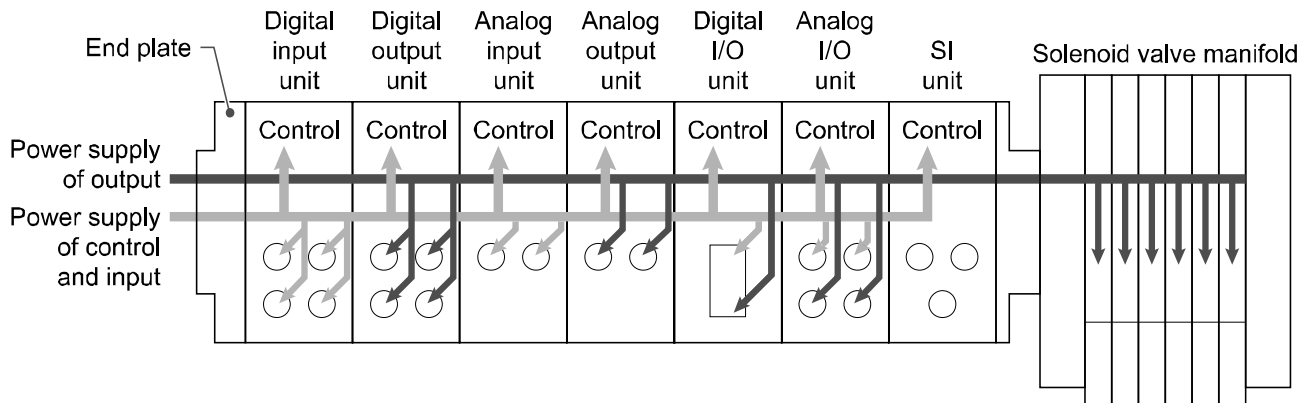 End plate
Digital
input
unit
Digital
output
unit
Analog
input
unit
Analog
output
unit
Digital
I/O
unit
Analog
I/O
unit
SI
unit
Solenoid valve manifold
Control
Control
Control
Control
Control
Control
Control
Power supply
of output
Power supply
of control
and input